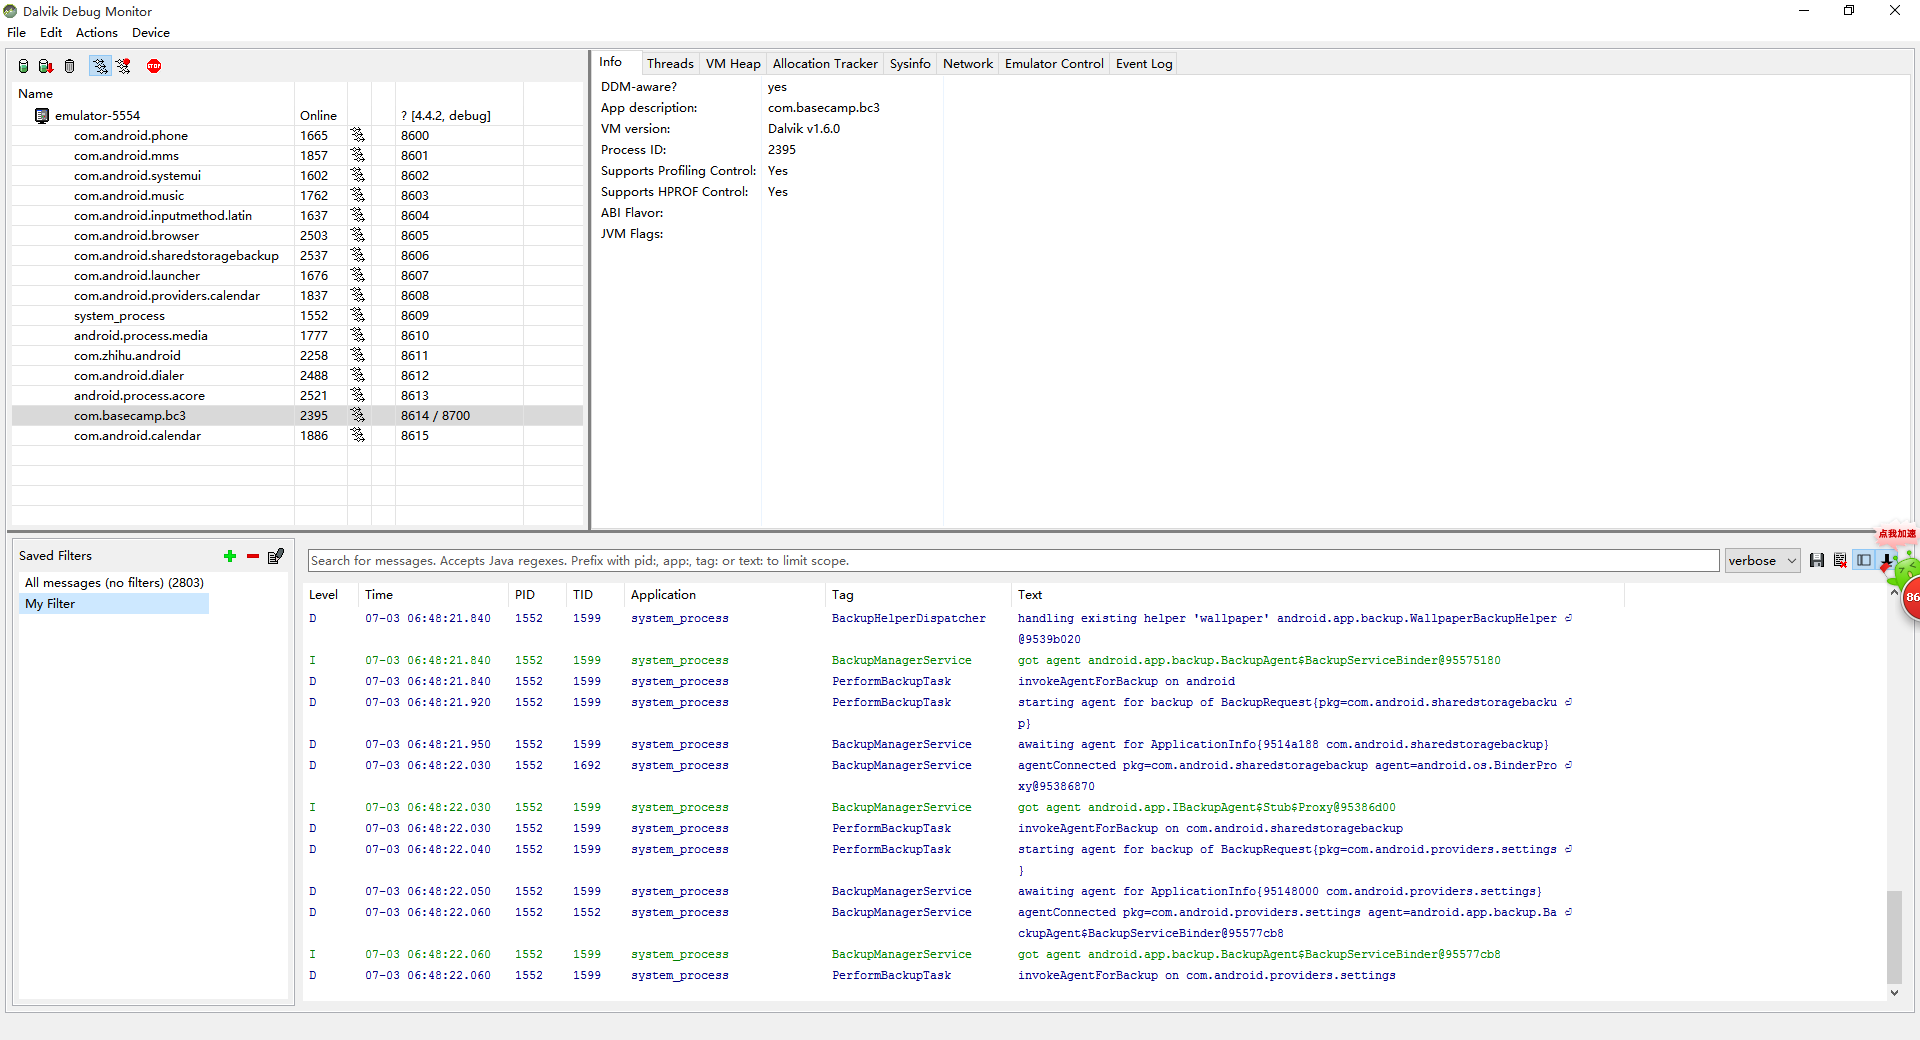 Dalvik Debug Monitor
File Edit Actions Device
STOP
Name
emulator-5554 Online ? [4.4.2, debug]
com.android.phone 1665 8600
com.android.mms 1857 8601
com.android.systemui 1602 8602
com.android.music 1762 8603
com.android.inputmethod.latin 1637 8604
com.android.browser 2503 8605
com.android.sharedstoragebackup 2537 8606
com.android.launcher 1676 8607
com.android.providers.calendar 1837 8608
system_process 1552 8609
android.process.media 1777 8610
com.zhihu.android 2258 8611
com.android.dialer 2488 8612
android.process.acore 2521 8613
com.basecamp.bc3 2395 8614 / 8700
com.android.calendar 1886 8615
Info Threads VM Heap Allocation Tracker Sysinfo Network Emulator Control Event Log
DDM-aware? yes
App description: com.basecamp.bc3
VM version: Dalvik v1.6.0
Process ID: 2395
Supports Profiling Control: Yes
Supports HPROF Control: Yes
ABI Flavor:
JVM Flags:
Saved Filters
All messages (no filters) (2803)
My Filter
Search for messages. Accepts Java regexes. Prefix with pid:, app:, tag: or text: to limit scope.
verbose
点我加速
86
Level Time PID TID Application Tag Text
D 07-03 06:48:21.840 1552 1599 system_process BackupHelperDispatcher handling existing helper 'wallpaper' android.app.backup.WallpaperBackupHelper
@9539b020
I 07-03 06:48:21.840 1552 1599 system_process BackupManagerService got agent android.app.backup.BackupAgent$BackupServiceBinder@95575180
D 07-03 06:48:21.840 1552 1599 system_process PerformBackupTask invokeAgentForBackup on android
D 07-03 06:48:21.920 1552 1599 system_process PerformBackupTask starting agent for backup of BackupRequest{pkg=com.android.sharedstoragebacku
p}
D 07-03 06:48:21.950 1552 1599 system_process BackupManagerService awaiting agent for ApplicationInfo{9514a188 com.android.sharedstoragebackup}
D 07-03 06:48:22.030 1552 1692 system_process BackupManagerService agentConnected pkg=com.android.sharedstoragebackup agent=android.os.BinderPro
xy@95386870
I 07-03 06:48:22.030 1552 1599 system_process BackupManagerService got agent android.app.IBackupAgent$Stub$Proxy@95386d00
D 07-03 06:48:22.030 1552 1599 system_process PerformBackupTask invokeAgentForBackup on com.android.sharedstoragebackup
D 07-03 06:48:22.040 1552 1599 system_process PerformBackupTask starting agent for backup of BackupRequest{pkg=com.android.providers.settings
}
D 07-03 06:48:22.050 1552 1599 system_process BackupManagerService awaiting agent for ApplicationInfo{95148000 com.android.providers.settings}
D 07-03 06:48:22.060 1552 1552 system_process BackupManagerService agentConnected pkg=com.android.providers.settings agent=android.app.backup.Ba
ckupAgent$BackupServiceBinder@95577cb8
I 07-03 06:48:22.060 1552 1599 system_process BackupManagerService got agent android.app.backup.BackupAgent$BackupServiceBinder@95577cb8
D 07-03 06:48:22.060 1552 1599 system_process PerformBackupTask invokeAgentForBackup on com.android.providers.settings